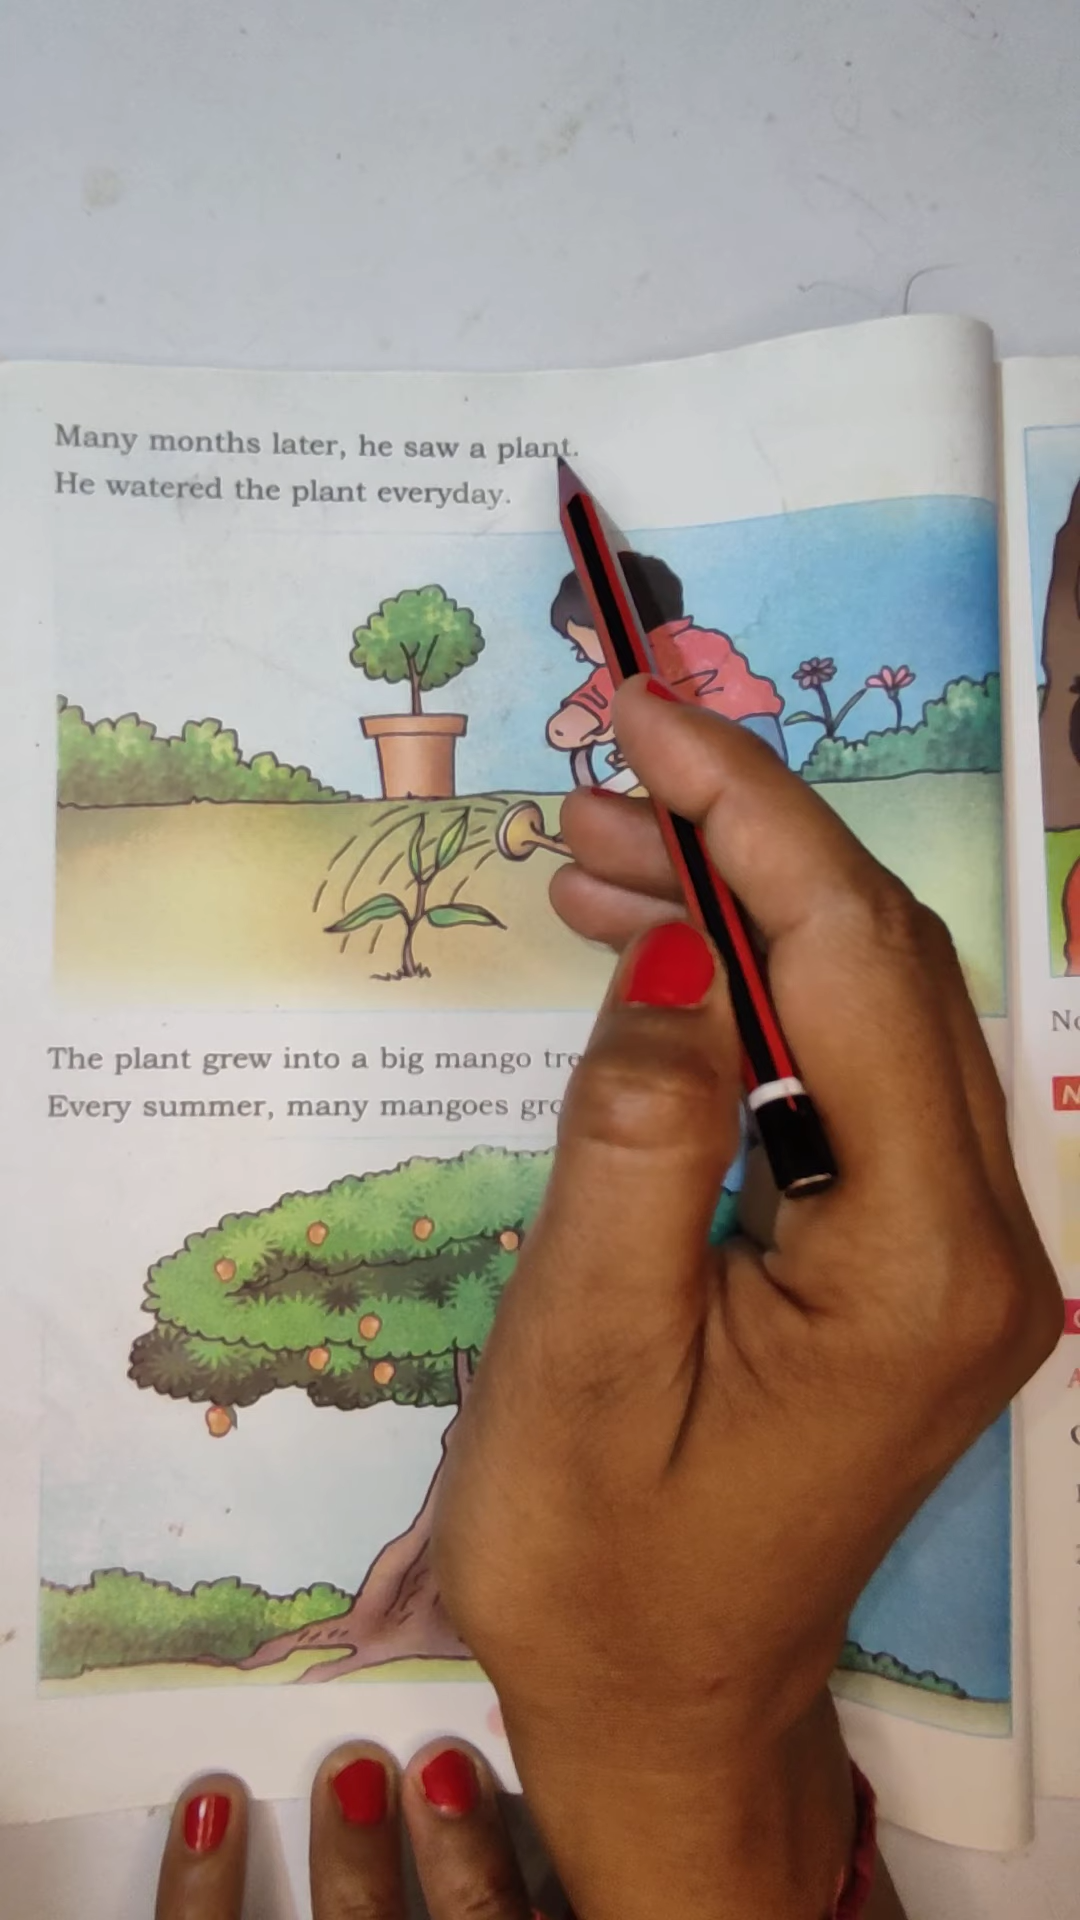 Many months later, he saw a plant.
He watered the plant everyday.
The plant grew into a big mango
Every summer, many mangoes